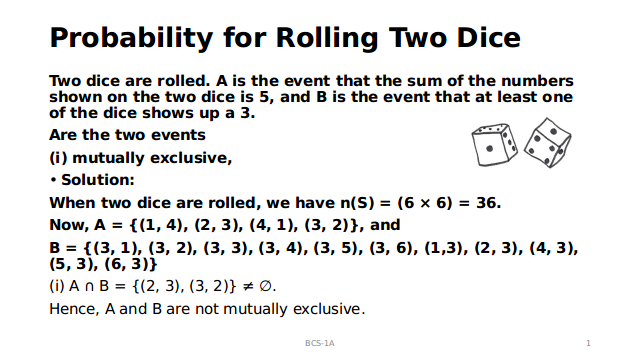 Probability for Rolling Two Dice
Two dice are rolled. A is the event that the sum of the numbers
shown on the two dice is 5, and B is the event that at least one
of the dice shows up a 3.
Are the two events
(i) mutually exclusive,
• Solution:
When two dice are rolled, we have n(S) = (6 × 6) = 36.
Now, A = {(1, 4), (2, 3), (4, 1), (3, 2)}, and
B = {(3, 1), (3, 2), (3, 3), (3, 4), (3, 5), (3, 6), (1,3), (2, 3), (4, 3),
(5, 3), (6, 3)}
(i) A ∩ B = {(2, 3), (3, 2)} ≠ ∅.
Hence, A and B are not mutually exclusive.
BCS-1A
1